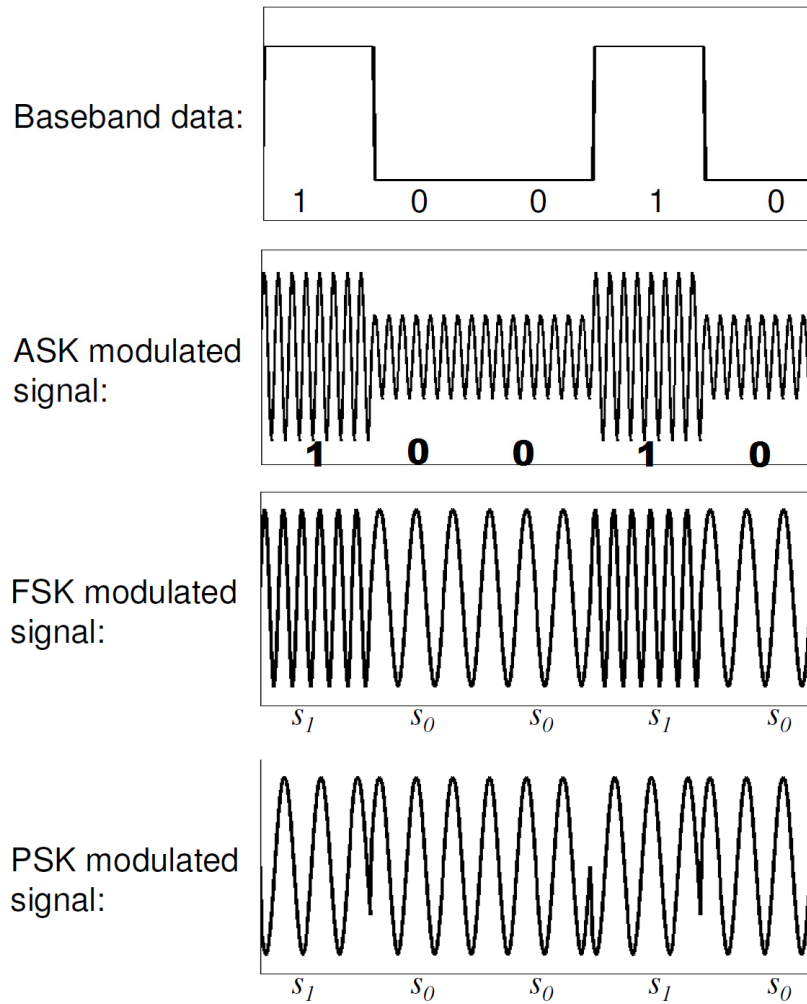 Baseband data:
1 0 0 1 0
ASK modulated
signal:
1 0 0 1 0
FSK modulated
signal:
s1 s0 s0 s1 s0
PSK modulated
signal:
s1 s0 s0 s1 s0